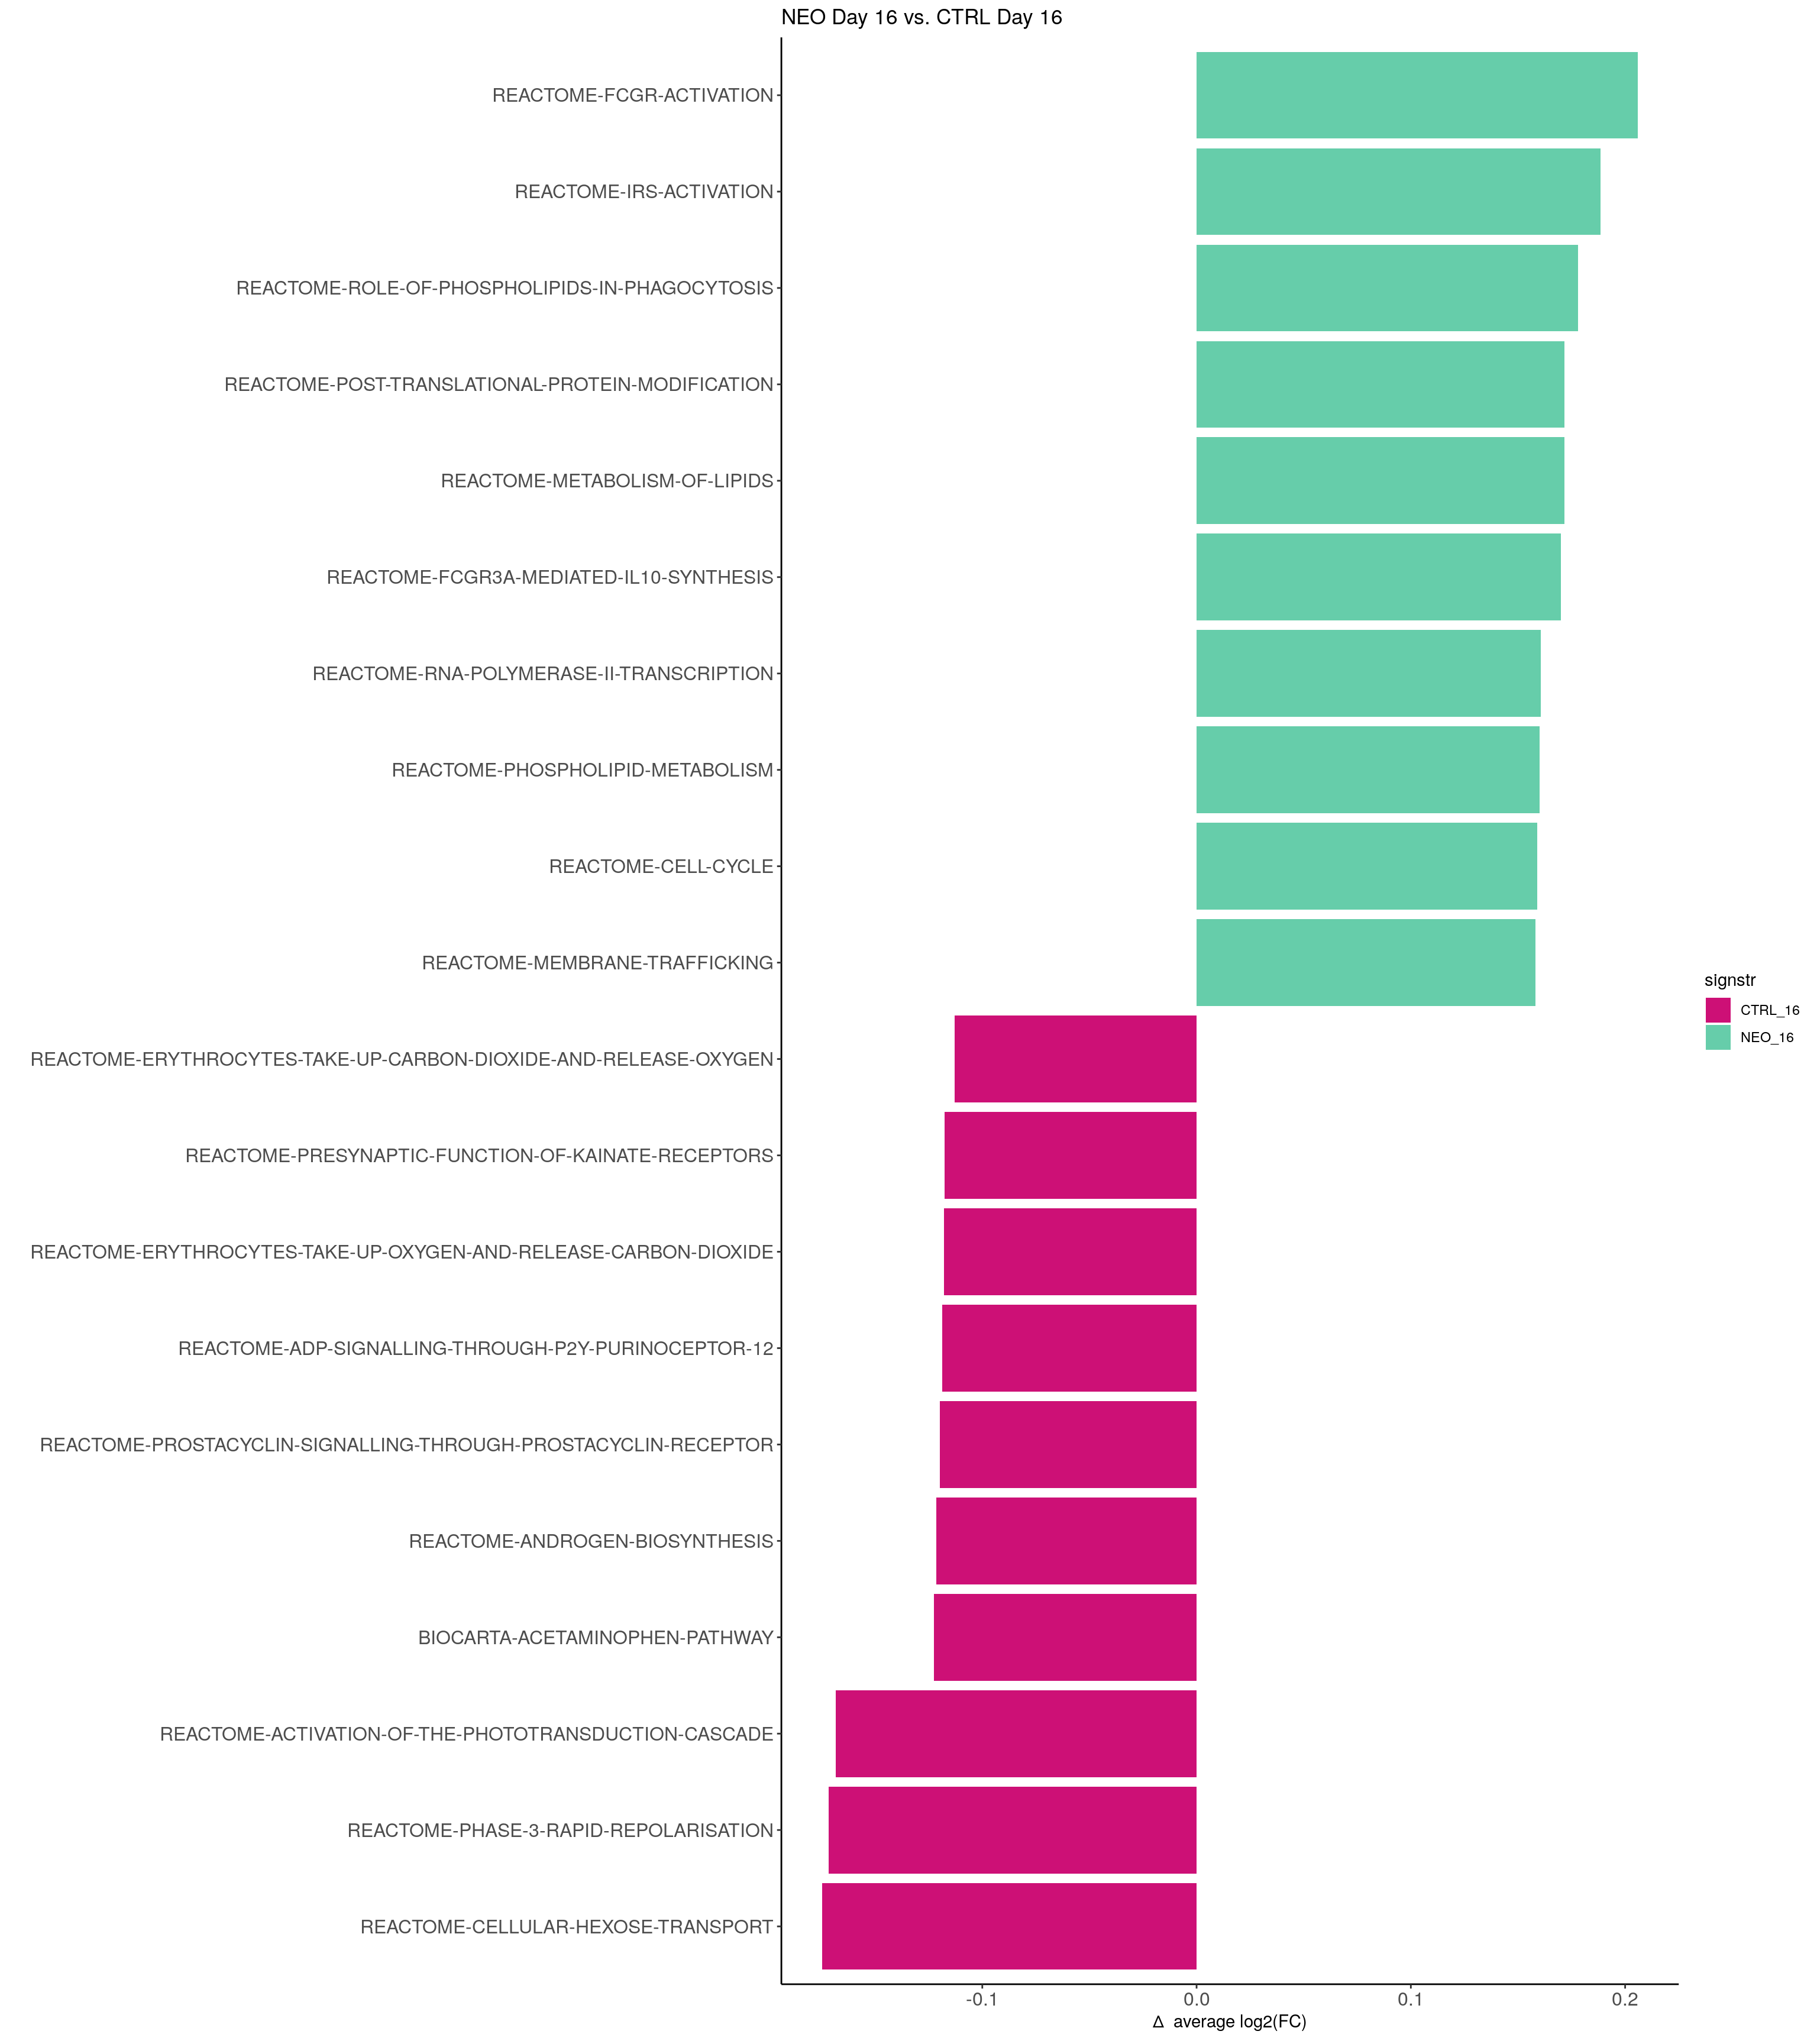 NEO Day 16 vs. CTRL Day 16
REACTOME-FCGR-ACTIVATION
REACTOME-IRS-ACTIVATION
REACTOME-ROLE-OF-PHOSPHOLIPIDS-IN-PHAGOCYTOSIS
REACTOME-POST-TRANSLATIONAL-PROTEIN-MODIFICATION
REACTOME-METABOLISM-OF-LIPIDS
REACTOME-FCGR3A-MEDIATED-IL10-SYNTHESIS
REACTOME-RNA-POLYMERASE-II-TRANSCRIPTION
REACTOME-PHOSPHOLIPID-METABOLISM
REACTOME-CELL-CYCLE
REACTOME-MEMBRANE-TRAFFICKING
REACTOME-ERYTHROCYTES-TAKE-UP-CARBON-DIOXIDE-AND-RELEASE-OXYGEN
REACTOME-PRESYNAPTIC-FUNCTION-OF-KAINATE-RECEPTORS
REACTOME-ERYTHROCYTES-TAKE-UP-OXYGEN-AND-RELEASE-CARBON-DIOXIDE
REACTOME-ADP-SIGNALLING-THROUGH-P2Y-PURINOCEPTOR-12
REACTOME-PROSTACYCLIN-SIGNALLING-THROUGH-PROSTACYCLIN-RECEPTOR
REACTOME-ANDROGEN-BIOSYNTHESIS
BIOCARTA-ACETAMINOPHEN-PATHWAY
REACTOME-ACTIVATION-OF-THE-PHOTOTRANSDUCTION-CASCADE
REACTOME-PHASE-3-RAPID-REPOLARISATION
REACTOME-CELLULAR-HEXOSE-TRANSPORT
-0.1 0.0 0.1 0.2
Δ average log2(FC)
signstr
CTRL_16
NEO_16